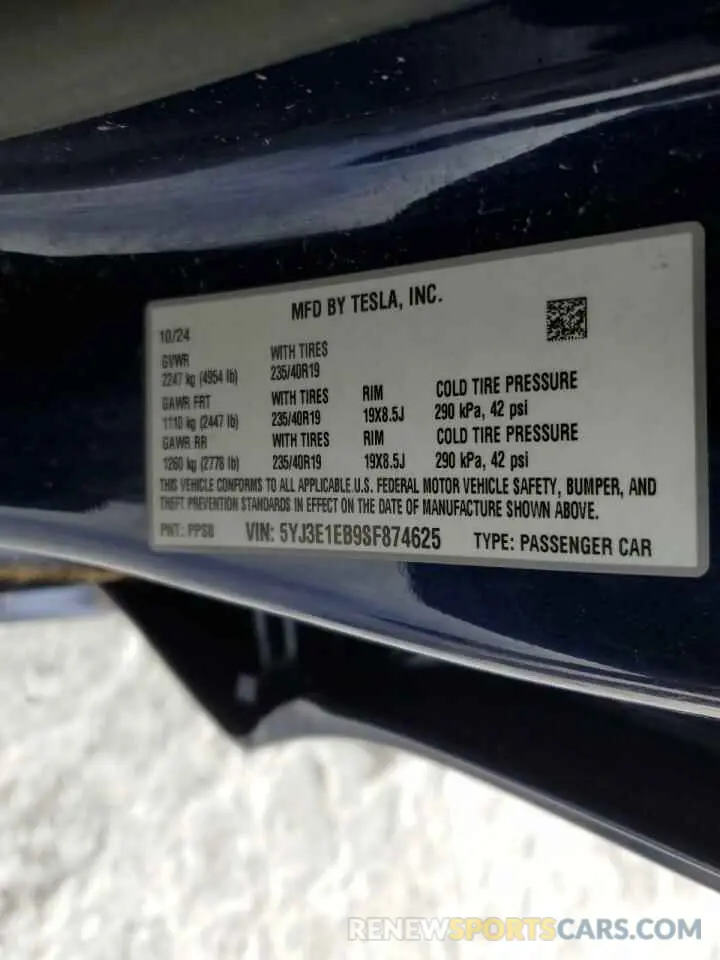 MFD BY TESLA, INC.
10/24
GVWR WITH TIRES
2247 kg (4954 lb) 235/40R19
GAWR FRT WITH TIRES RIM COLD TIRE PRESSURE
1110 kg (2447 lb) 235/40R19 19X8.5J 290 kPa, 42 psi
GAWR RR WITH TIRES RIM COLD TIRE PRESSURE
1260 kg (2778 lb) 235/40R19 19X8.5J 290 kPa, 42 psi
THIS VEHICLE CONFORMS TO ALL APPLICABLE U.S. FEDERAL MOTOR VEHICLE SAFETY, BUMPER, AND
THEFT PREVENTION STANDARDS IN EFFECT ON THE DATE OF MANUFACTURE SHOWN ABOVE.
PNT: PPSB VIN: 5YJ3E1EB9SF874625 TYPE: PASSENGER CAR
RENEWSPORTSCARS.COM